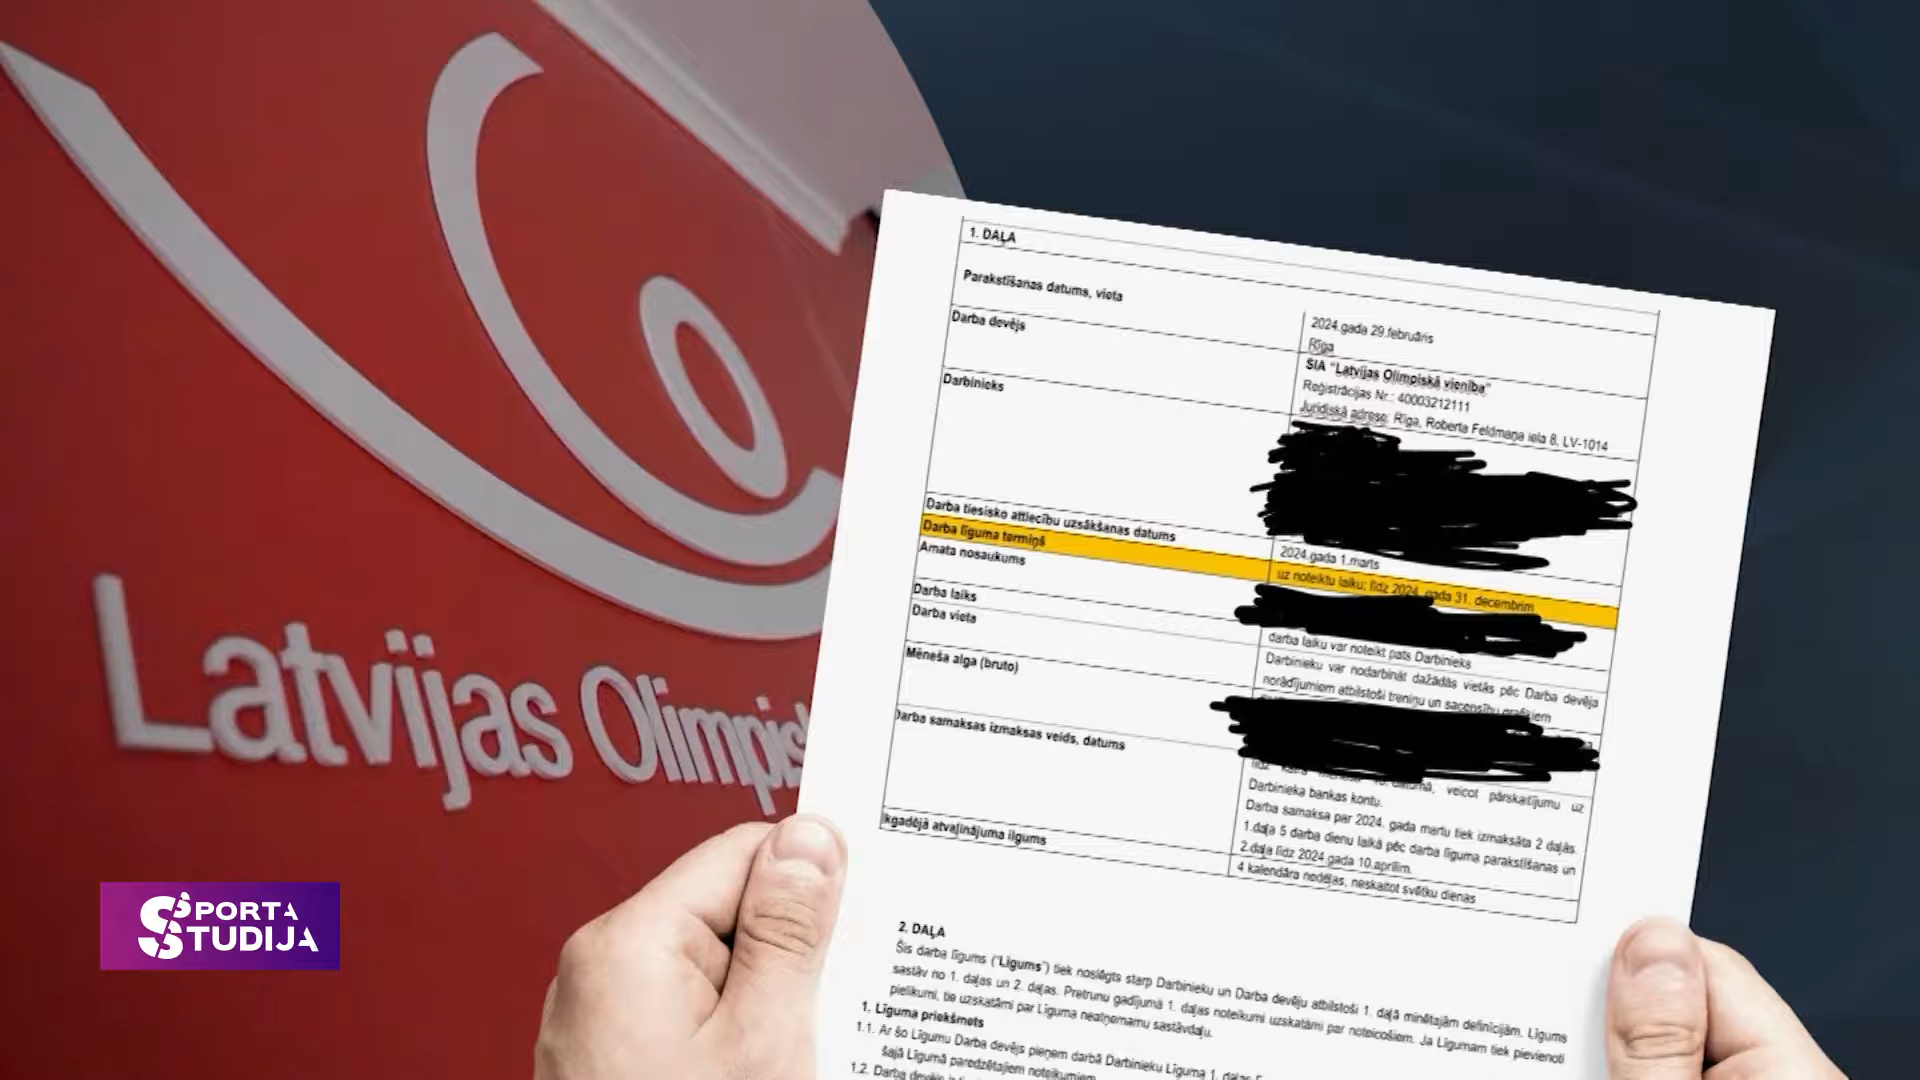 Latvijas Olimpis
SPORTA
STUDIJA
1. DAĻA
Parakstīšanas datums, vieta
2024.gada 29.februāris
Rīga
Darba devējs
SIA "Latvijas Olimpiskā vienība"
Reģistrācijas Nr.: 40003212111
Juridiskā adrese: Rīga, Roberta Feldmaņa iela 8, LV-1014
Darbinieks
Darba tiesisko attiecību uzsākšanas datums
2024.gada 1.marts
Darba līguma termiņš
uz noteiktu laiku; līdz 2024. gada 31. decembrim
Amata nosaukums
Darba laiks
darba laiku var noteikt pats Darbinieks
Darba vieta
Darbinieku var nodarbināt dažādās vietās pēc Darba devēja
norādījumiem atbilstoši treniņu un sacensību grafikiem
Mēneša alga (bruto)
Darba samaksas izmaksas veids, datums
līdz mēneša 10. datumā, veicot pārskaitījumu uz
Darbinieka bankas kontu.
Darba samaksa par 2024. gada martu tiek izmaksāta 2 daļās.
1.daļa 5 darba dienu laikā pēc darba līguma parakstīšanas un
2.daļa līdz 2024.gada 10.aprīlim.
kgadējā atvaļinājuma ilgums
4 kalendāra nedēļas, neskaitot svētku dienas
2. DAĻA
Šis darba līgums ("Līgums") tiek noslēgts starp Darbinieku un Darba devēju atbilstoši 1. daļā minētajām definīcijām. Līgums
sastāv no 1. daļas un 2. daļas. Pretrunu gadījumā 1. daļas noteikumi uzskatāmi par noteicošiem. Ja Līgumam tiek pievienoti
pielikumi, tie uzskatāmi par Līguma neatņemamu sastāvdaļu.
1. Līguma priekšmets
1.1. Ar šo Līgumu Darba devējs pieņem darbā Darbinieku Līguma 1. daļas
šajā Līgumā paredzētajiem noteikumiem
1.2. Darba devējs